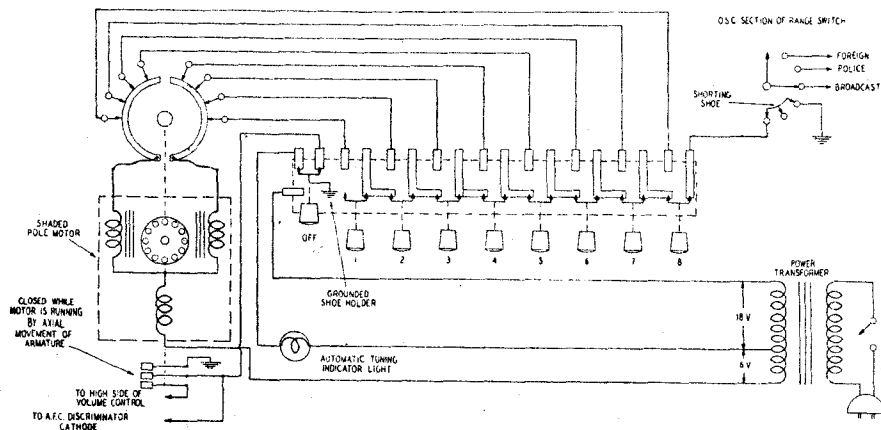 O.S.C. SECTION OF RANGE SWITCH
FOREIGN
POLICE
BROADCAST
SHORTING
SHOE
SHADED
POLE MOTOR
OFF
1
2
3
4
5
6
7
8
GROUNDED
SHOE HOLDER
POWER
TRANSFORMER
CLOSED WHILE
MOTOR IS RUNNING
BY AXIAL
MOVEMENT OF
ARMATURE
18 V
6 V
AUTOMATIC TUNING
INDICATOR LIGHT
TO HIGH SIDE OF
VOLUME CONTROL
TO A.F.C. DISCRIMINATOR
CATHODE